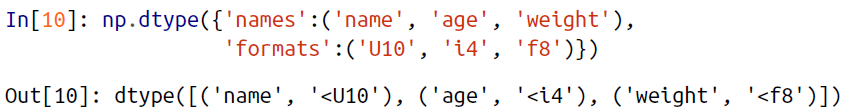 In[10]: np.dtype({'names':('name', 'age', 'weight'),
'formats':('U10', 'i4', 'f8')})
Out[10]: dtype([('name', '<U10'), ('age', '<i4'), ('weight', '<f8')])